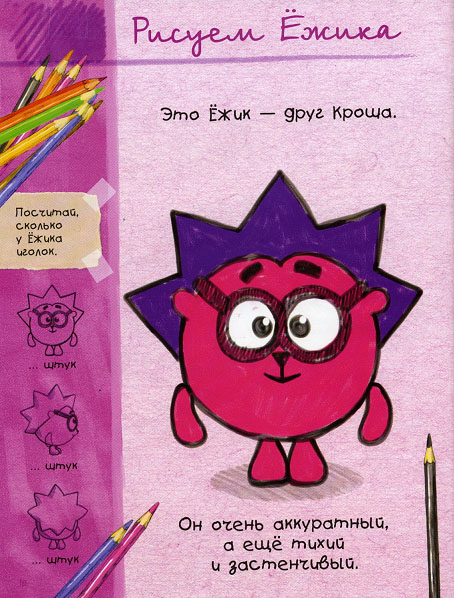 Рисуем Ёжика
Это Ёжик — друг Кроша.
Посчитай,
сколько
у Ёжика
иголок.
... штук
... штук
... штук
Он очень аккуратный,
а ещё тихий
и застенчивый.